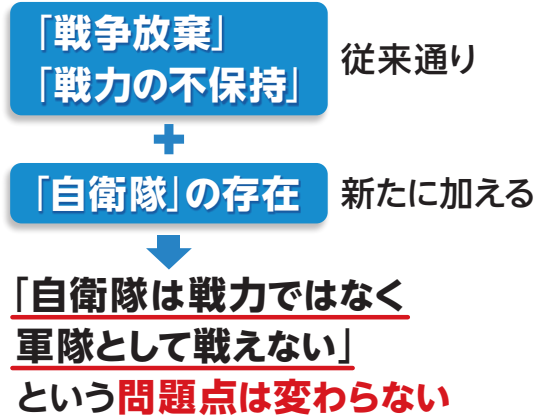 「戦争放棄」
「戦力の不保持」
従来通り
+
「自衛隊」の存在
新たに加える
「自衛隊は戦力ではなく
軍隊として戦えない」
という問題点は変わらない